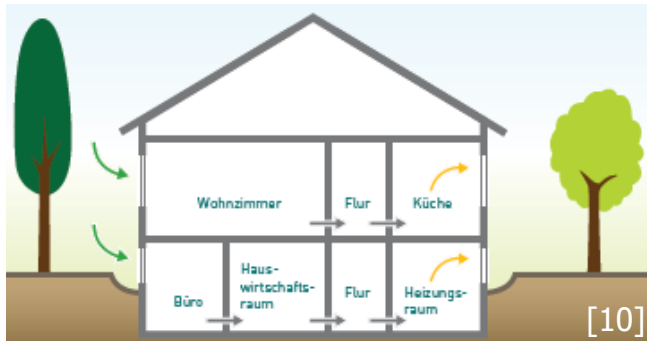 Wohnzimmer
Flur
Küche
Büro
Haus-
wirtschafts-
raum
Flur
Heizungs-
raum
[10]